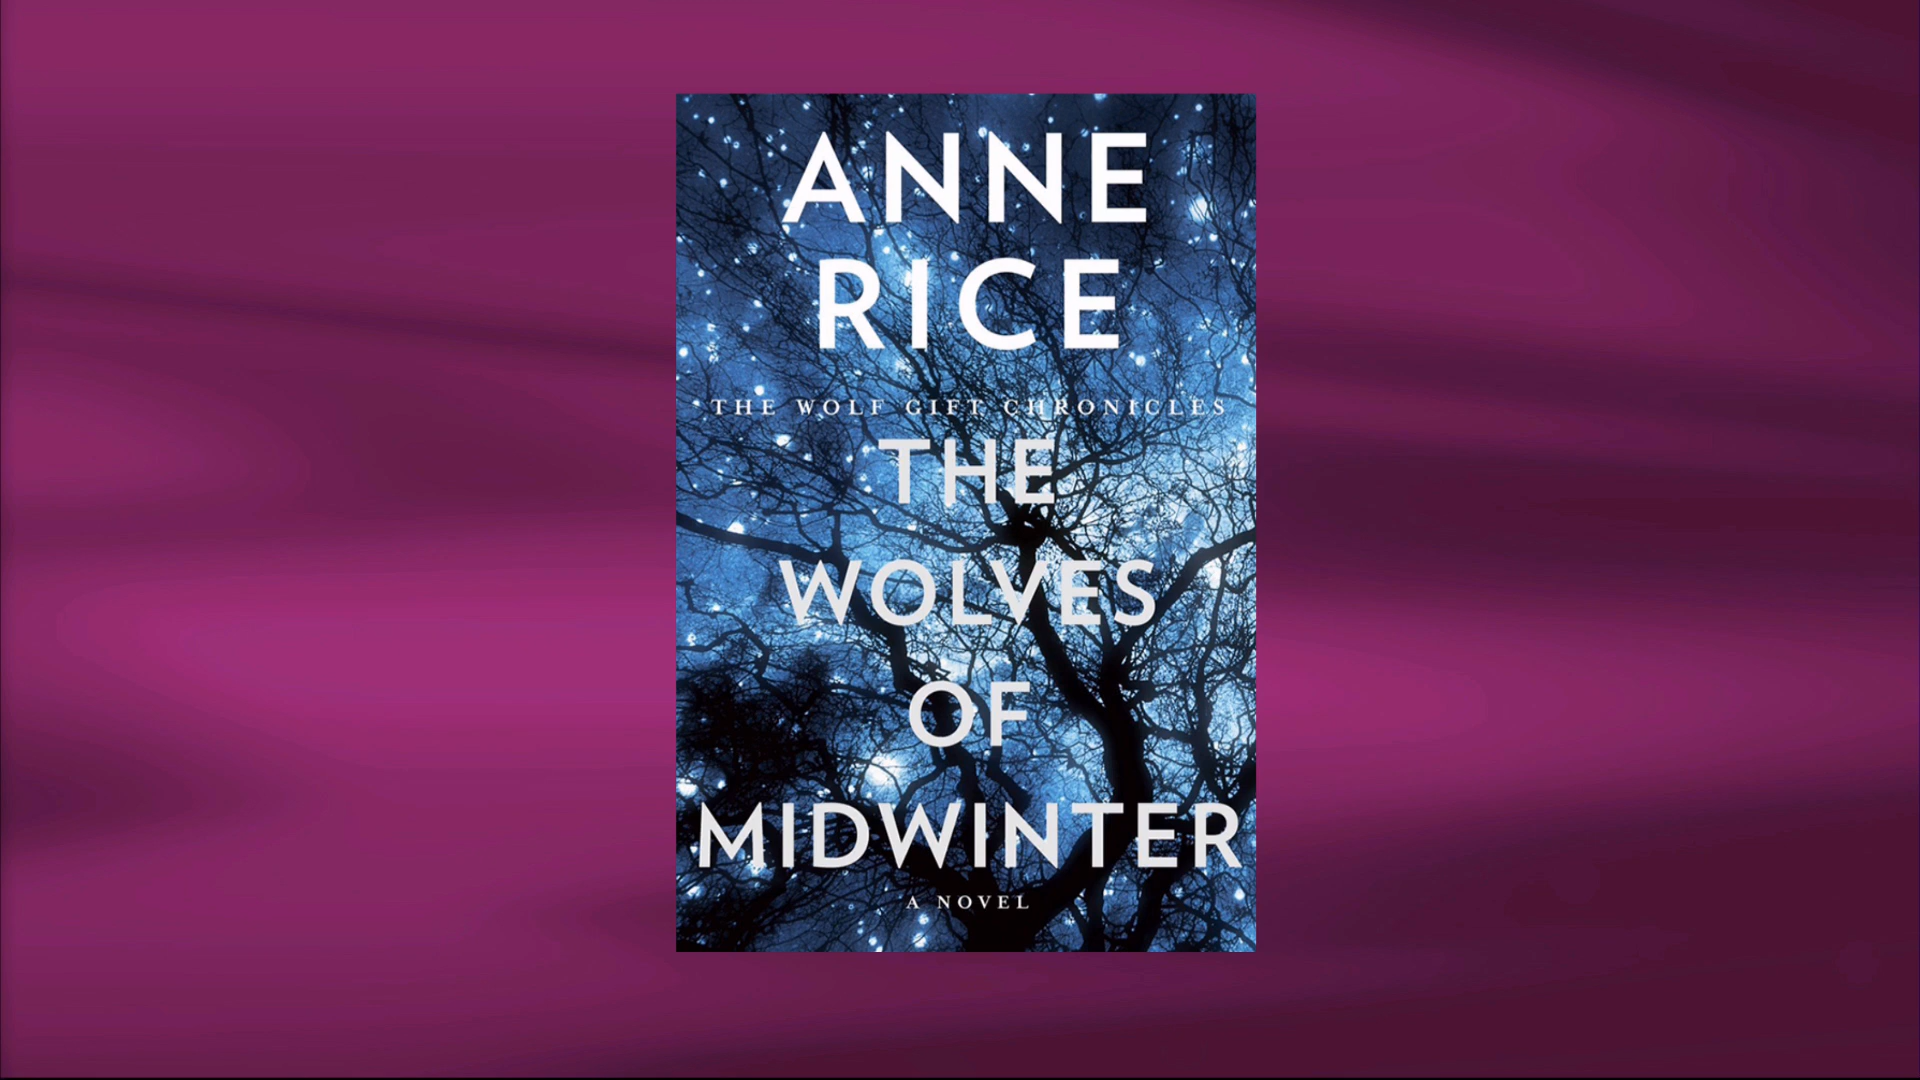 ANNE
RICE
THE WOLF GIFT CHRONICLES
THE
WOLVES
OF
MIDWINTER
A NOVEL